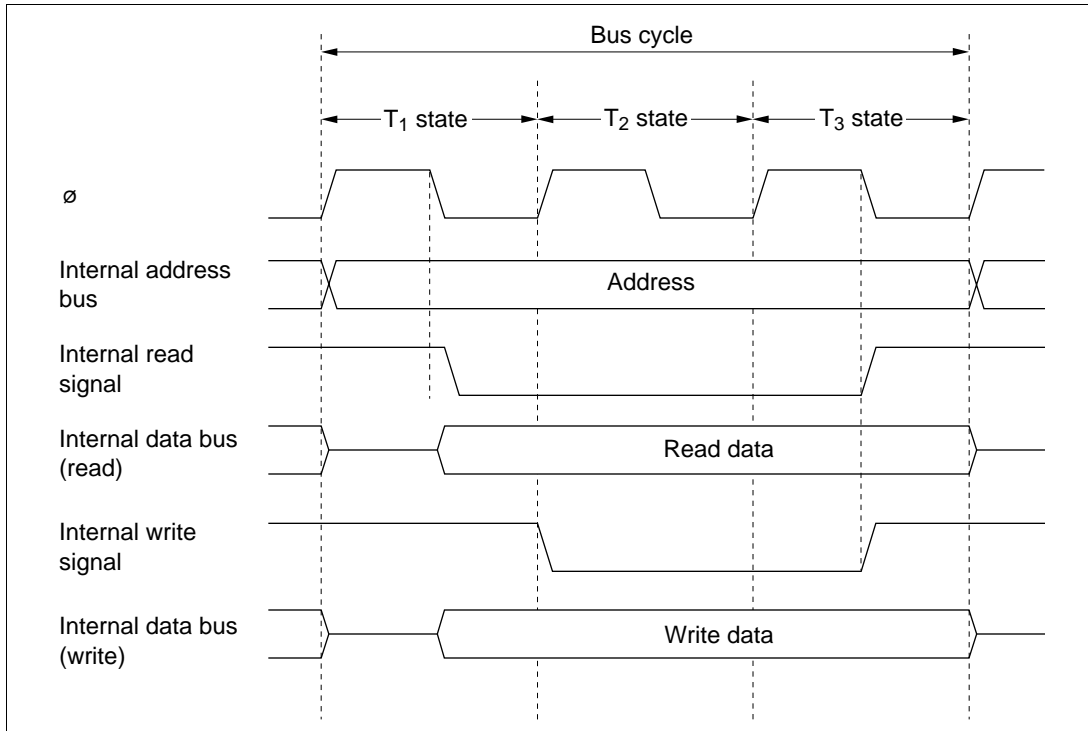 Bus cycle
T₁ state T₂ state T₃ state
ø
Internal address
bus
Address
Internal read
signal
Internal data bus
(read)
Read data
Internal write
signal
Internal data bus
(write)
Write data